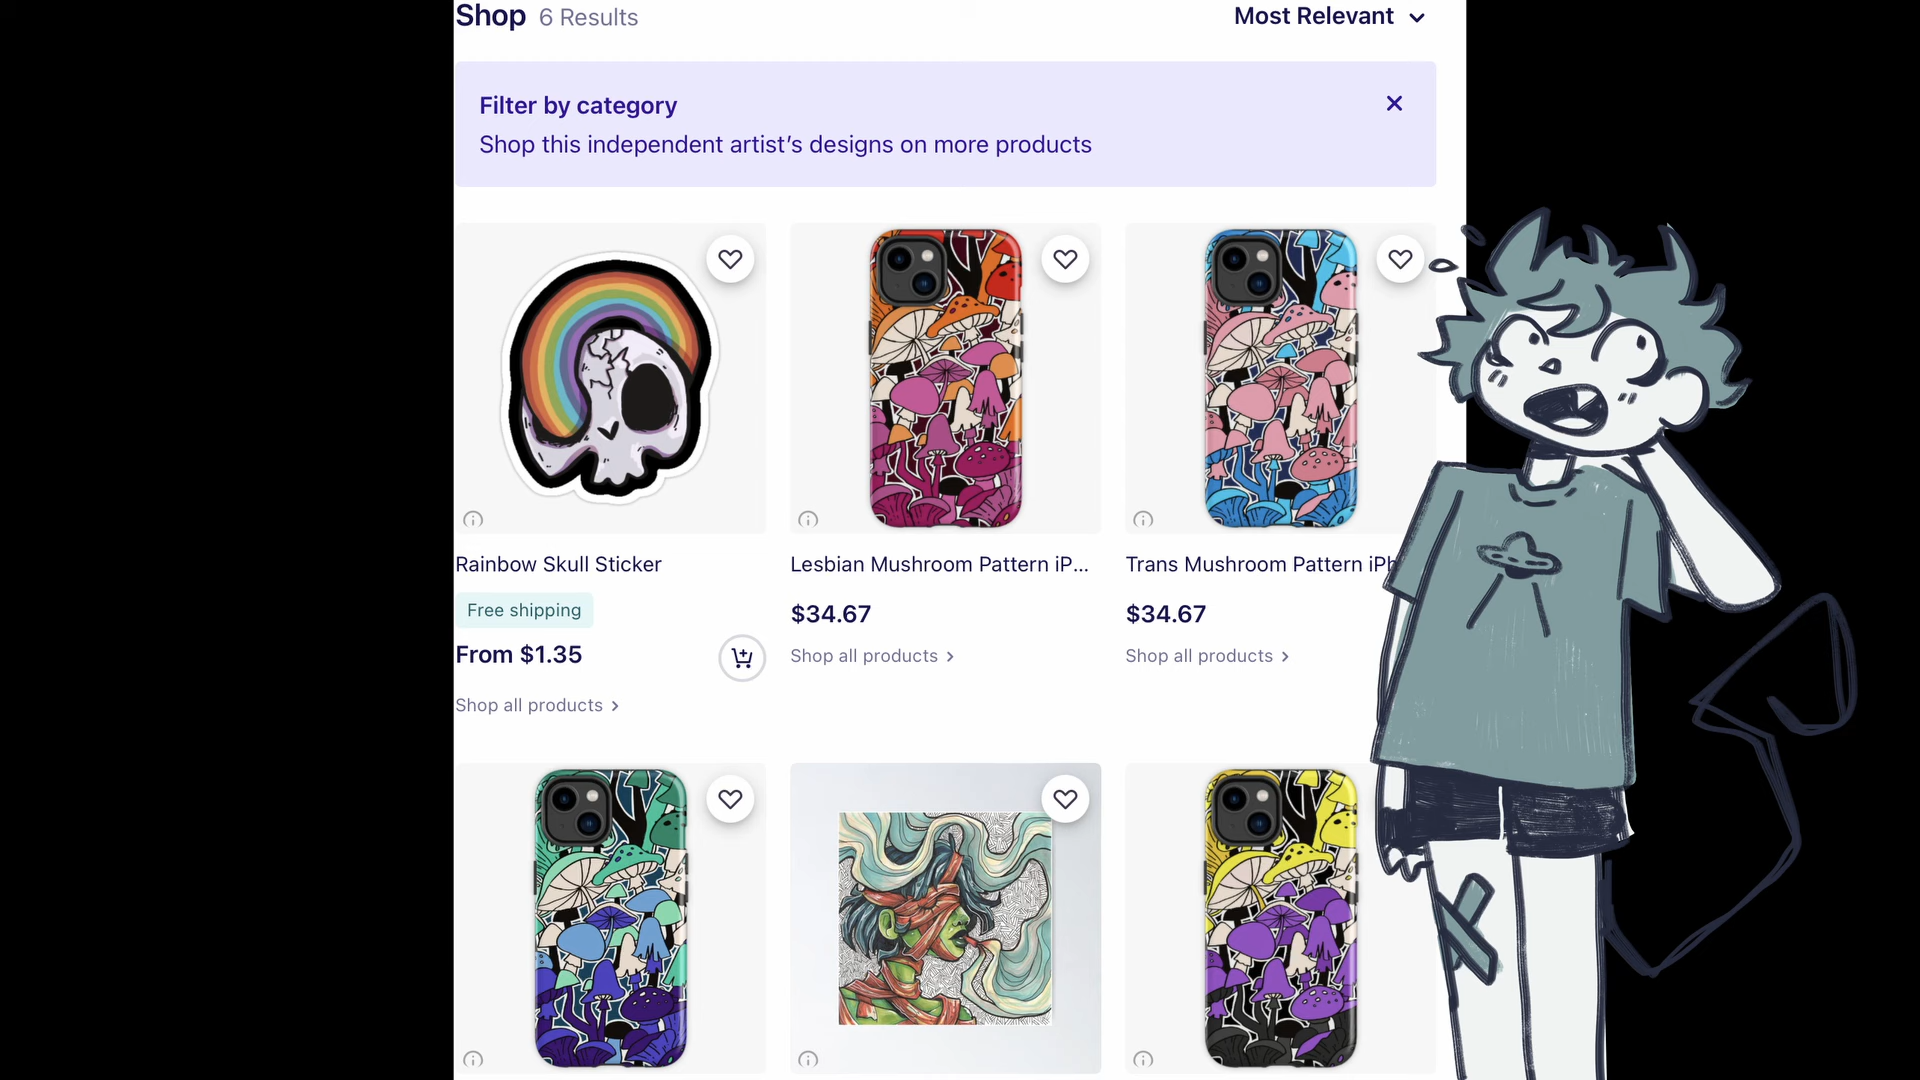 Shop 6 Results
Most Relevant
Filter by category
Shop this independent artist's designs on more products
Rainbow Skull Sticker
Free shipping
From $1.35
Shop all products >
Lesbian Mushroom Pattern iP...
$34.67
Shop all products >
Trans Mushroom Pattern iPh
$34.67
Shop all products >